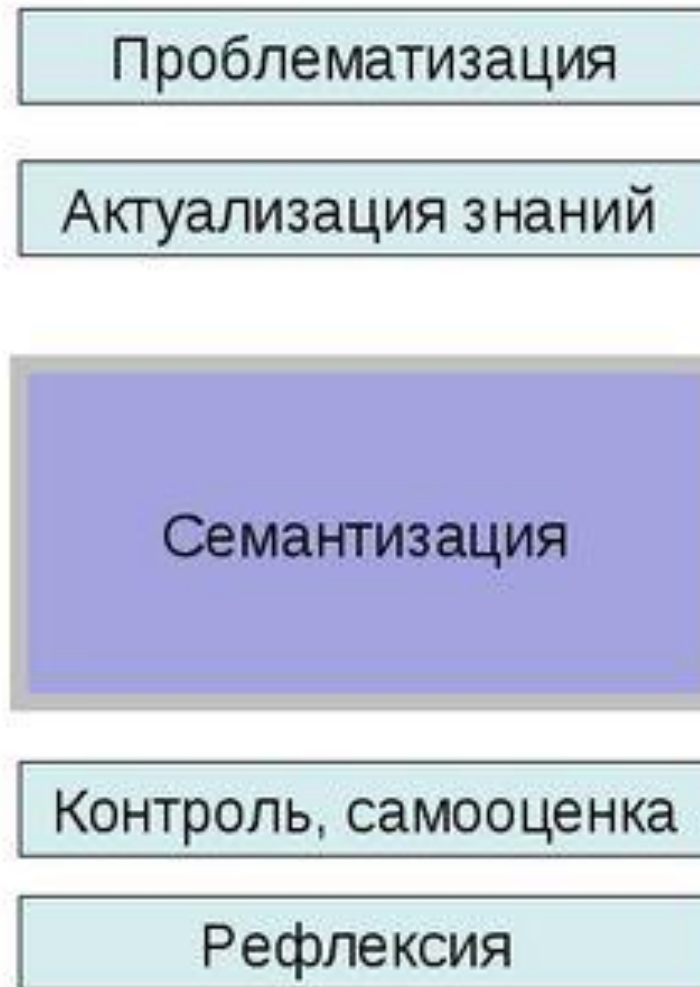 Проблематизация
Актуализация знаний
Семантизация
Контроль, самооценка
Рефлексия